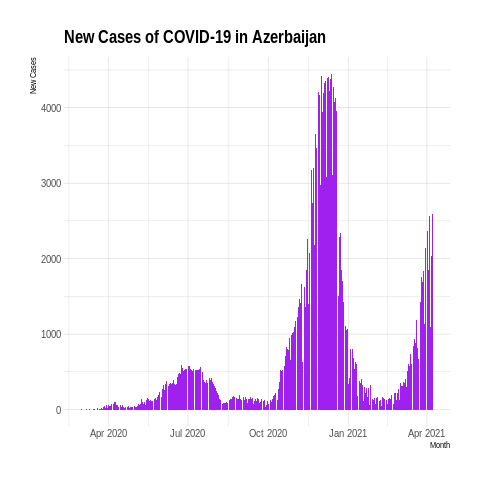 New Cases of COVID-19 in Azerbaijan
New Cases
4000
3000
2000
1000
0
Apr 2020 Jul 2020 Oct 2020 Jan 2021 Apr 2021
Month